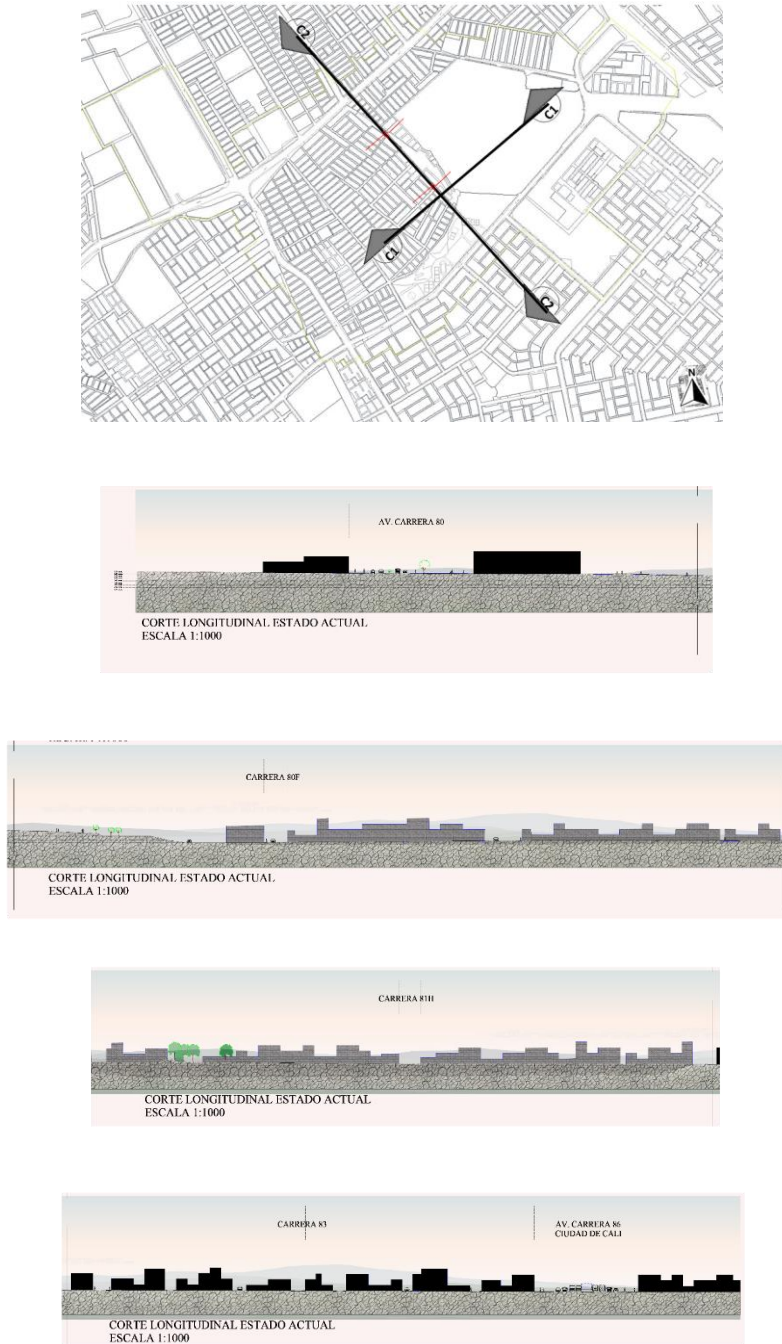 C2
C1
C1
C2
N
AV. CARRERA 80
CORTE LONGITUDINAL ESTADO ACTUAL
ESCALA 1:1000
CARRERA 80F
CORTE LONGITUDINAL ESTADO ACTUAL
ESCALA 1:1000
CARRERA 81H
CORTE LONGITUDINAL ESTADO ACTUAL
ESCALA 1:1000
CARRERA 83
AV. CARRERA 86
CIUDAD DE CALI
CORTE LONGITUDINAL ESTADO ACTUAL
ESCALA 1:1000